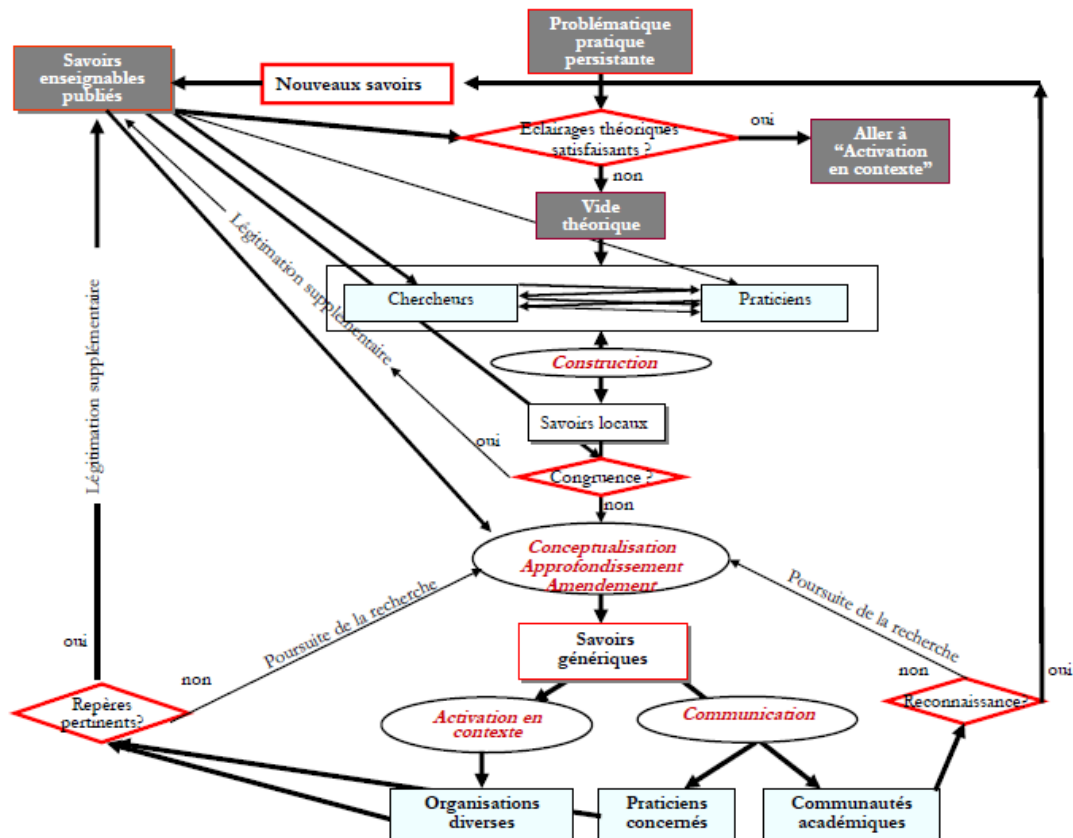 Problématique
pratique
persistante
Savoirs
enseignables
publiés
Nouveaux savoirs
Eclairages théoriques
satisfaisants ?
oui
Aller à
“Activation
en contexte”
non
Vide
théorique
Légitimation supplémentaire
Légitimation supplémentaire
Chercheurs
Praticiens
Construction
Savoirs locaux
oui
Congruence ?
non
Conceptualisation
Approfondissement
Amendement
Poursuite de la recherche
Poursuite de la recherche
oui
non
Savoirs
génériques
non
oui
Repères
pertinents?
Activation en
contexte
Communication
Reconnaissance?
Organisations
diverses
Praticiens
concernés
Communautés
académiques